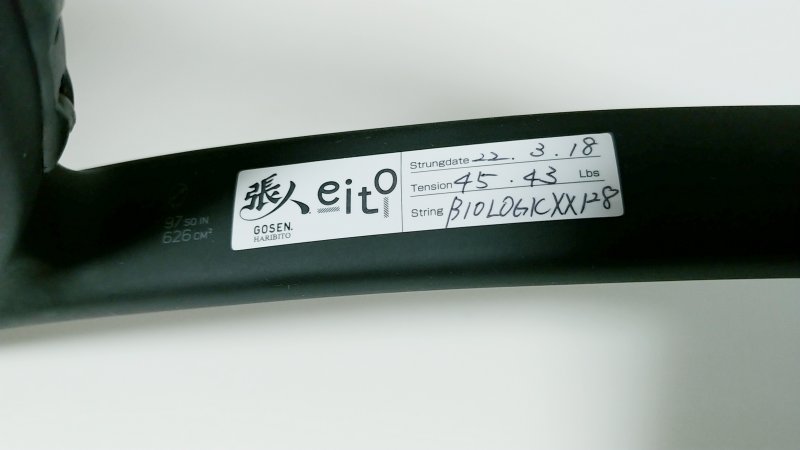 97 SQ.IN
626 CM²
張人
GOSEN.
HARIBITO
eito
Strungdate 22.3.18
Tension 45.43 Lbs
String BIOLOGIC XX 128